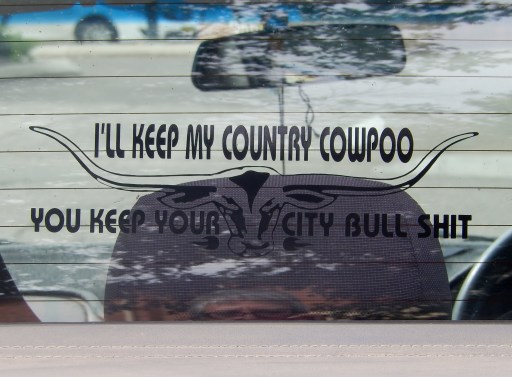 I'LL KEEP MY COUNTRY COWPOO
YOU KEEP YOUR CITY BULL SHIT